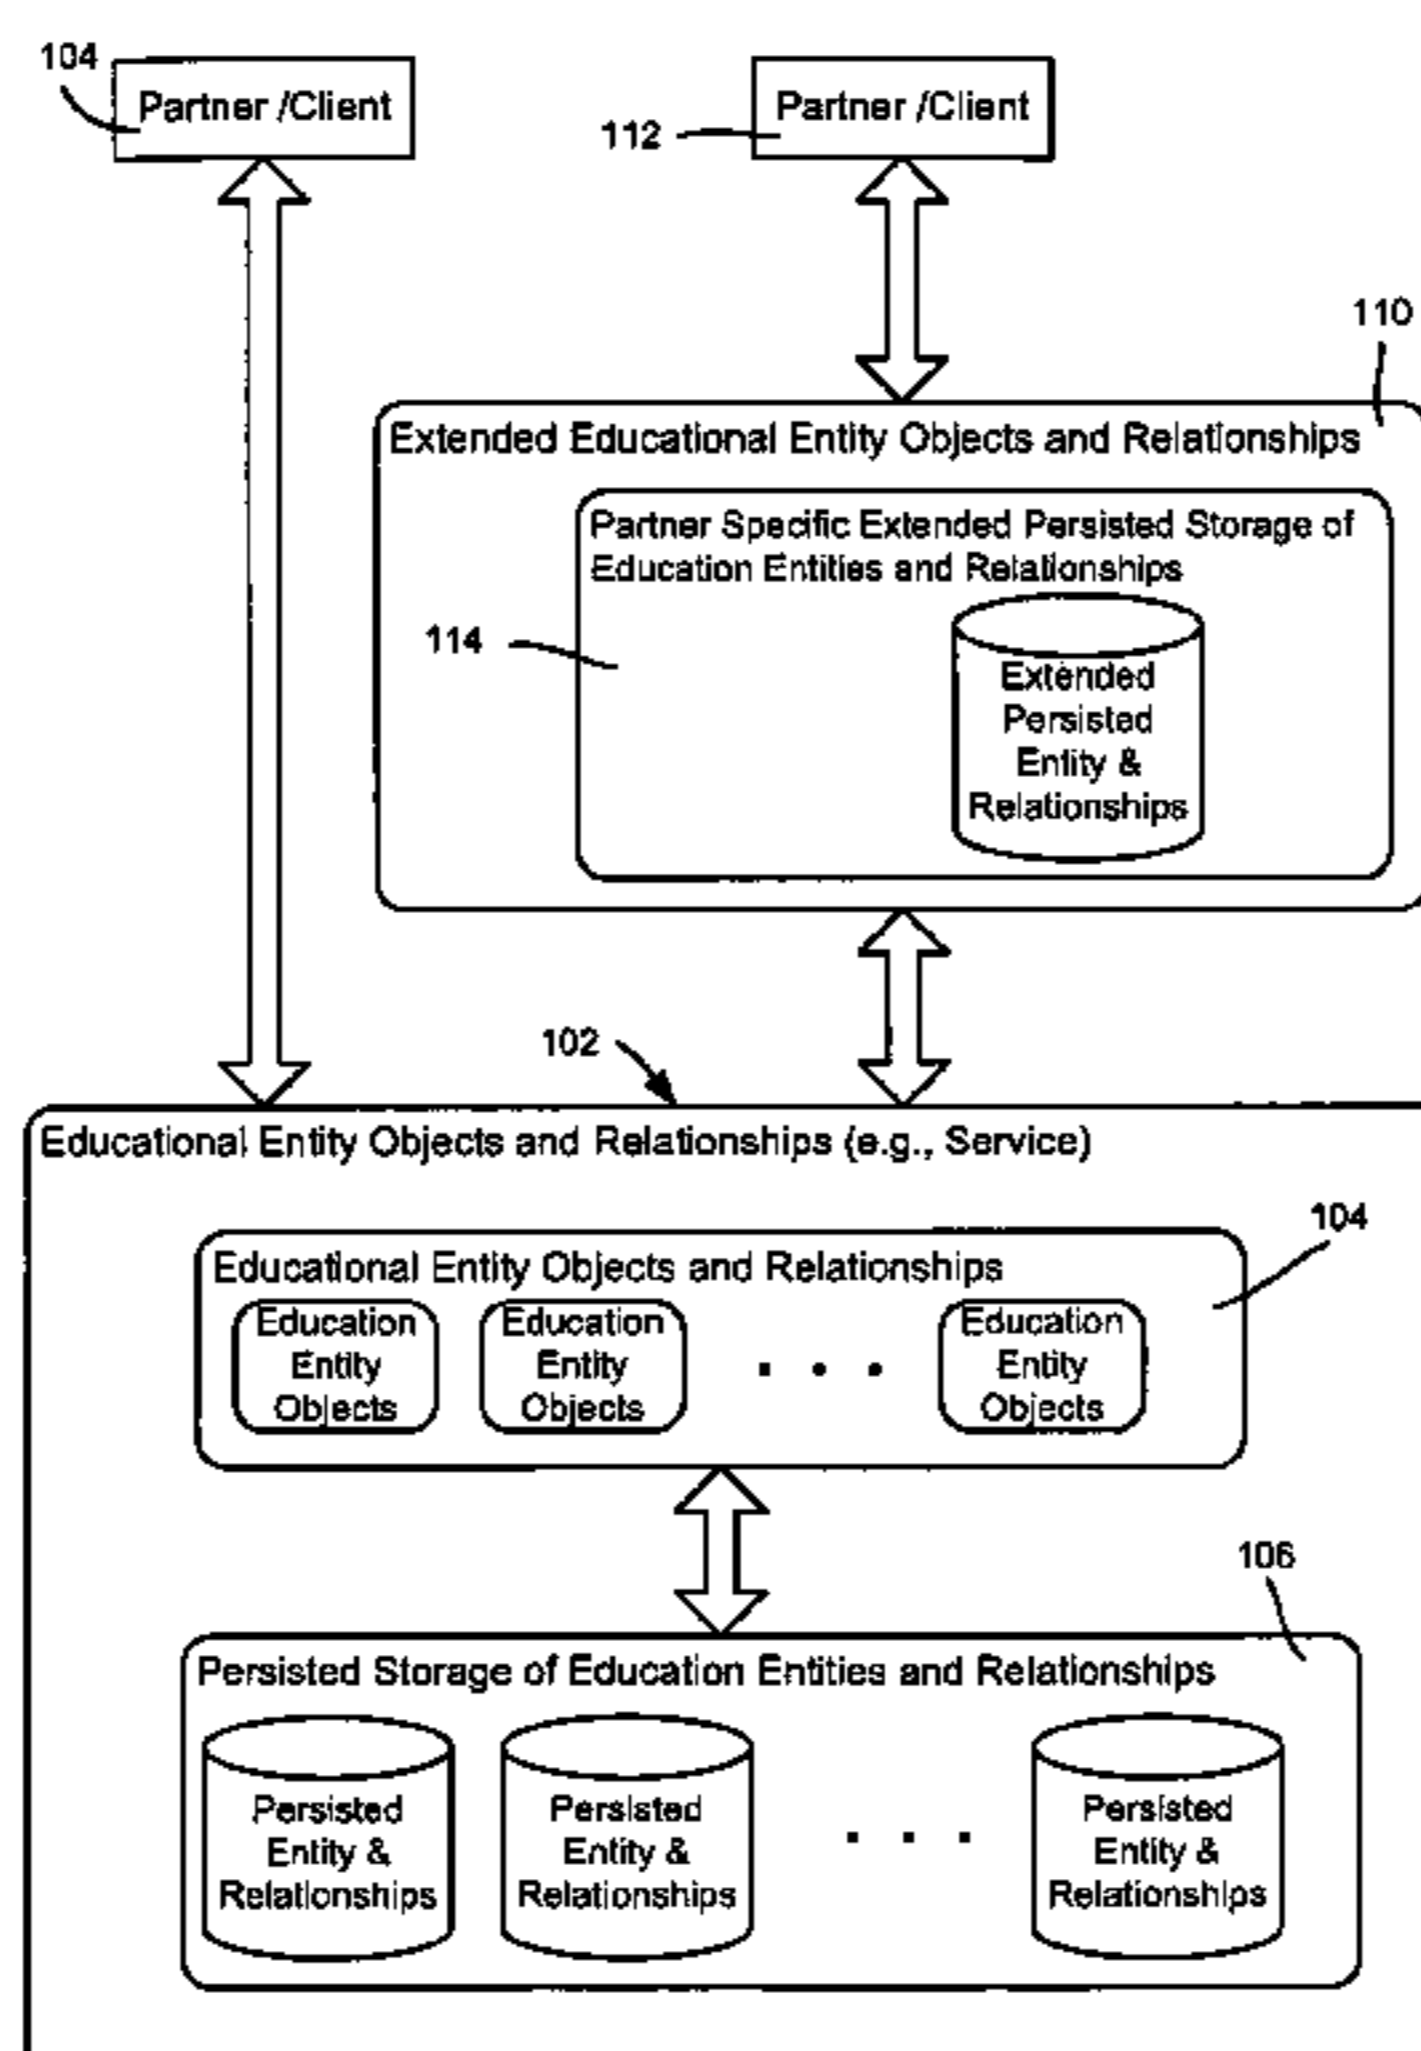 104
Partner /Client
112
Partner /Client
110
Extended Educational Entity Objects and Relationships
Partner Specific Extended Persisted Storage of
Education Entities and Relationships
114
Extended
Persisted
Entity &
Relationships
102
Educational Entity Objects and Relationships (e.g., Service)
104
Educational Entity Objects and Relationships
Education
Entity
Objects
Education
Entity
Objects
. . .
Education
Entity
Objects
106
Persisted Storage of Education Entities and Relationships
Persisted
Entity &
Relationships
Persisted
Entity &
Relationships
. . .
Persisted
Entity &
Relationships